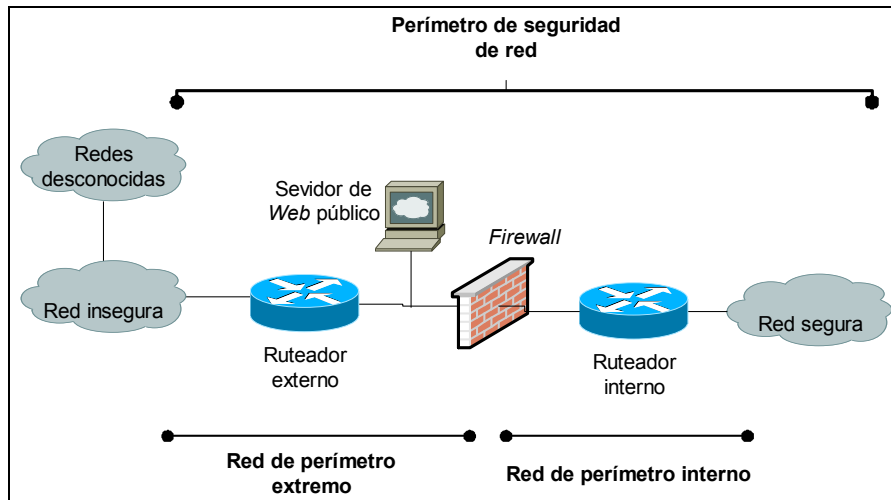 Perímetro de seguridad
de red
Redes
desconocidas
Sevidor de
Web público
Firewall
Red insegura
Red segura
Ruteador
externo
Ruteador
interno
Red de perímetro
extremo
Red de perímetro interno